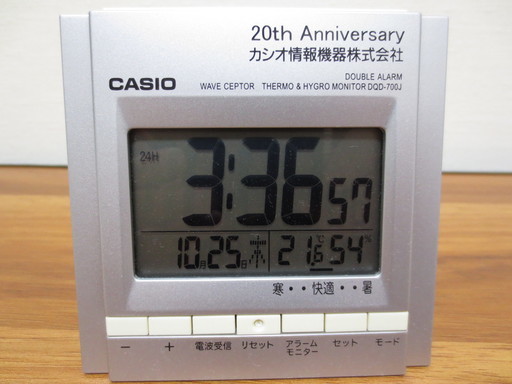 20th Anniversary
カシオ情報機器株式会社
CASIO
DOUBLE ALARM
WAVE CEPTOR THERMO & HYGRO MONITOR DQD-700J
24H
3:36 57
10月25日 木 21.6℃ 54%
寒・・快適・・暑
− + 電波受信 リセット アラームモニター セット モード